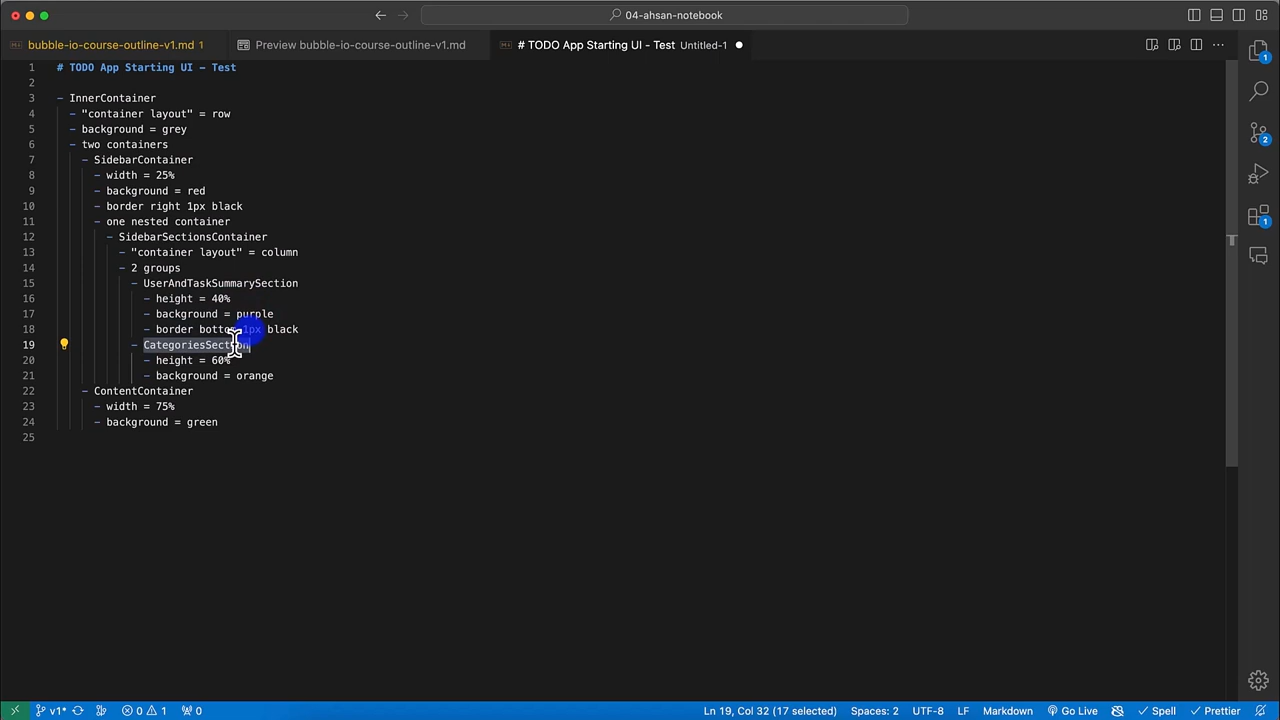 04-ahsan-notebook
bubble-io-course-outline-v1.md 1
Preview bubble-io-course-outline-v1.md
# TODO App Starting UI - Test Untitled-1
1 # TODO App Starting UI - Test
2
3 - InnerContainer
4 - "container layout" = row
5 - background = grey
6 - two containers
7 - SidebarContainer
8 - width = 25%
9 - background = red
10 - border right 1px black
11 - one nested container
12 - SidebarSectionsContainer
13 - "container layout" = column
14 - 2 groups
15 - UserAndTaskSummarySection
16 - height = 40%
17 - background = purple
18 - border bottom 1px black
19 - CategoriesSection
20 - height = 60%
21 - background = orange
22 - ContentContainer
23 - width = 75%
24 - background = green
25
1
2
1
v1* 0 1 0 Ln 19, Col 32 (17 selected) Spaces: 2 UTF-8 LF Markdown Go Live Spell Prettier